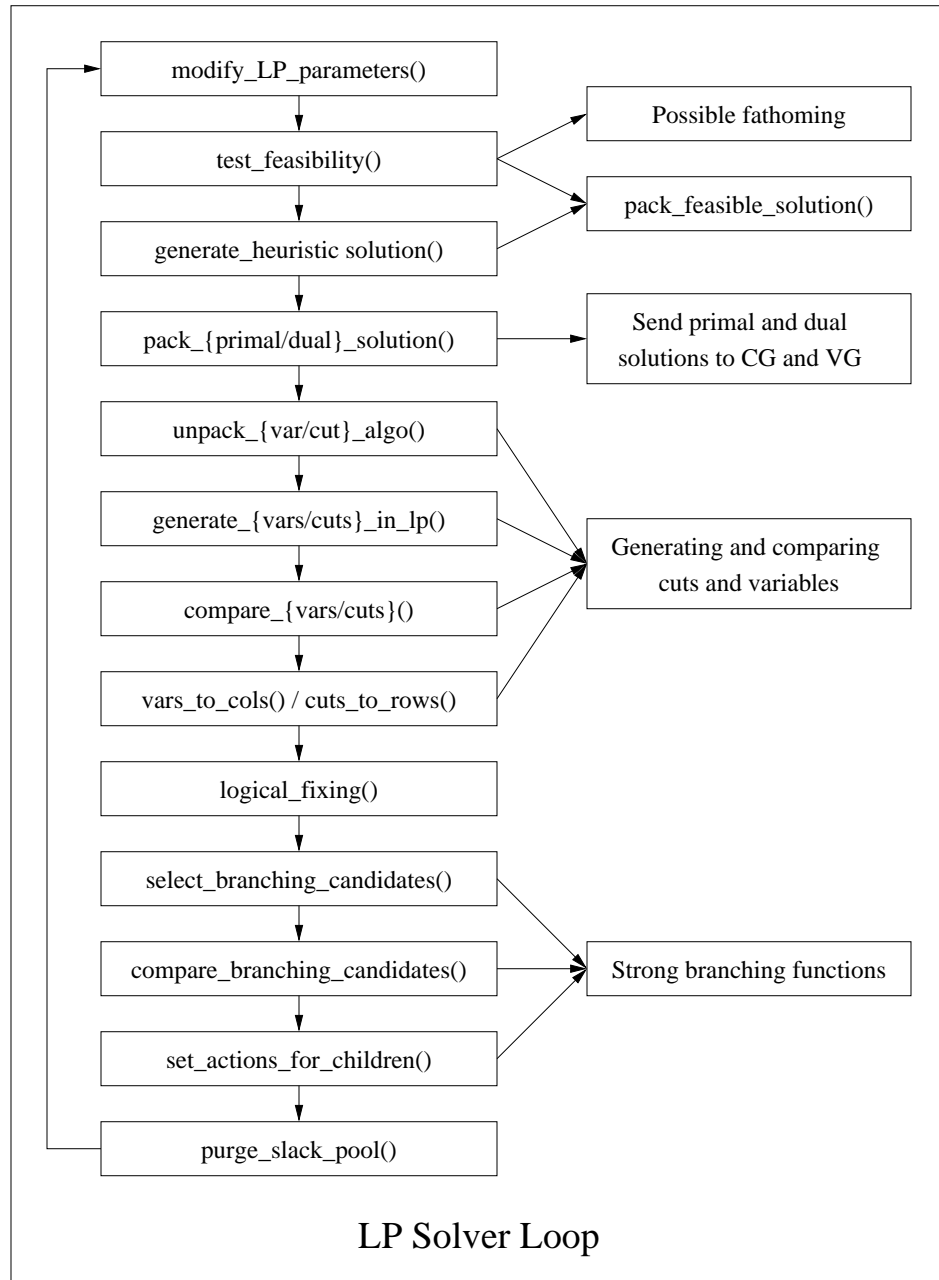 modify_LP_parameters()
Possible fathoming
test_feasibility()
pack_feasible_solution()
generate_heuristic solution()
Send primal and dual
solutions to CG and VG
pack_{primal/dual}_solution()
unpack_{var/cut}_algo()
generate_{vars/cuts}_in_lp()
Generating and comparing
cuts and variables
compare_{vars/cuts}()
vars_to_cols() / cuts_to_rows()
logical_fixing()
select_branching_candidates()
compare_branching_candidates()
Strong branching functions
set_actions_for_children()
purge_slack_pool()
LP Solver Loop